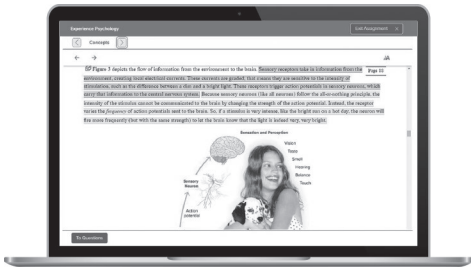 Experience Psychology
Exit Assignment
Concepts
AA
Figure 3 depicts the flow of information from the environment to the brain. Sensory receptors take in information from the
Page 83
environment, creating local electrical currents. These currents are graded; that means they are sensitive to the intensity of
stimulation, such as the difference between a dim and a bright light. These receptors trigger action potentials in sensory neurons, which
carry that information to the central nervous system. Because sensory neurons (like all neurons) follow the all-or-nothing principle, the
intensity of the stimulus cannot be communicated to the brain by changing the strength of the action potential. Instead, the receptor
varies the frequency of action potentials sent to the brain. So, if a stimulus is very intense, like the bright sun on a hot day, the neuron will
fire more frequently (but with the same strength) to let the brain know that the light is indeed very, very bright.
Sensation and Perception
Vision
Taste
Smell
Hearing
Balance
Touch
Sensory
Neuron
Action
potential
To Questions